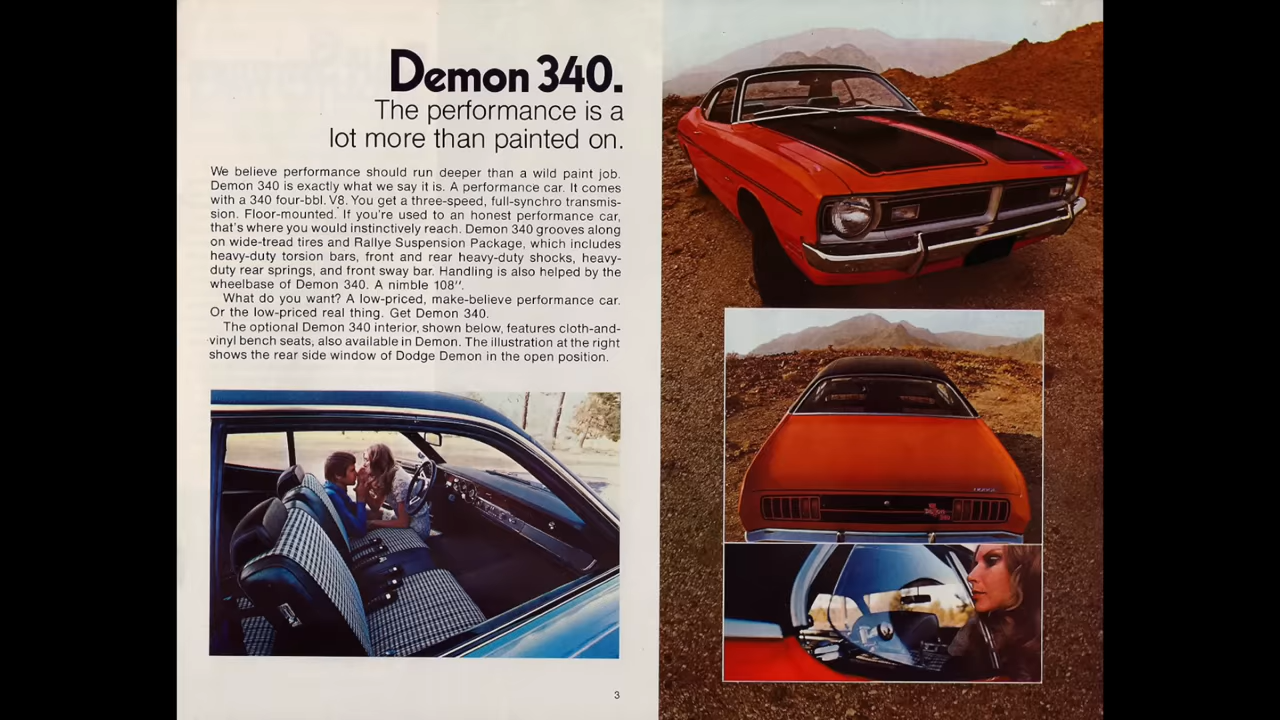 Demon 340.
The performance is a
lot more than painted on.
We believe performance should run deeper than a wild paint job.
Demon 340 is exactly what we say it is. A performance car. It comes
with a 340 four-bbl. V8. You get a three-speed, full-synchro transmis-
sion. Floor-mounted. If you're used to an honest performance car,
that's where you would instinctively reach. Demon 340 grooves along
on wide-tread tires and Rallye Suspension Package, which includes
heavy-duty torsion bars, front and rear heavy-duty shocks, heavy-
duty rear springs, and front sway bar. Handling is also helped by the
wheelbase of Demon 340. A nimble 108".
What do you want? A low-priced, make-believe performance car.
Or the low-priced real thing. Get Demon 340.
The optional Demon 340 interior, shown below, features cloth-and-
vinyl bench seats, also available in Demon. The illustration at the right
shows the rear side window of Dodge Demon in the open position.
3
DODGE
Demon
340